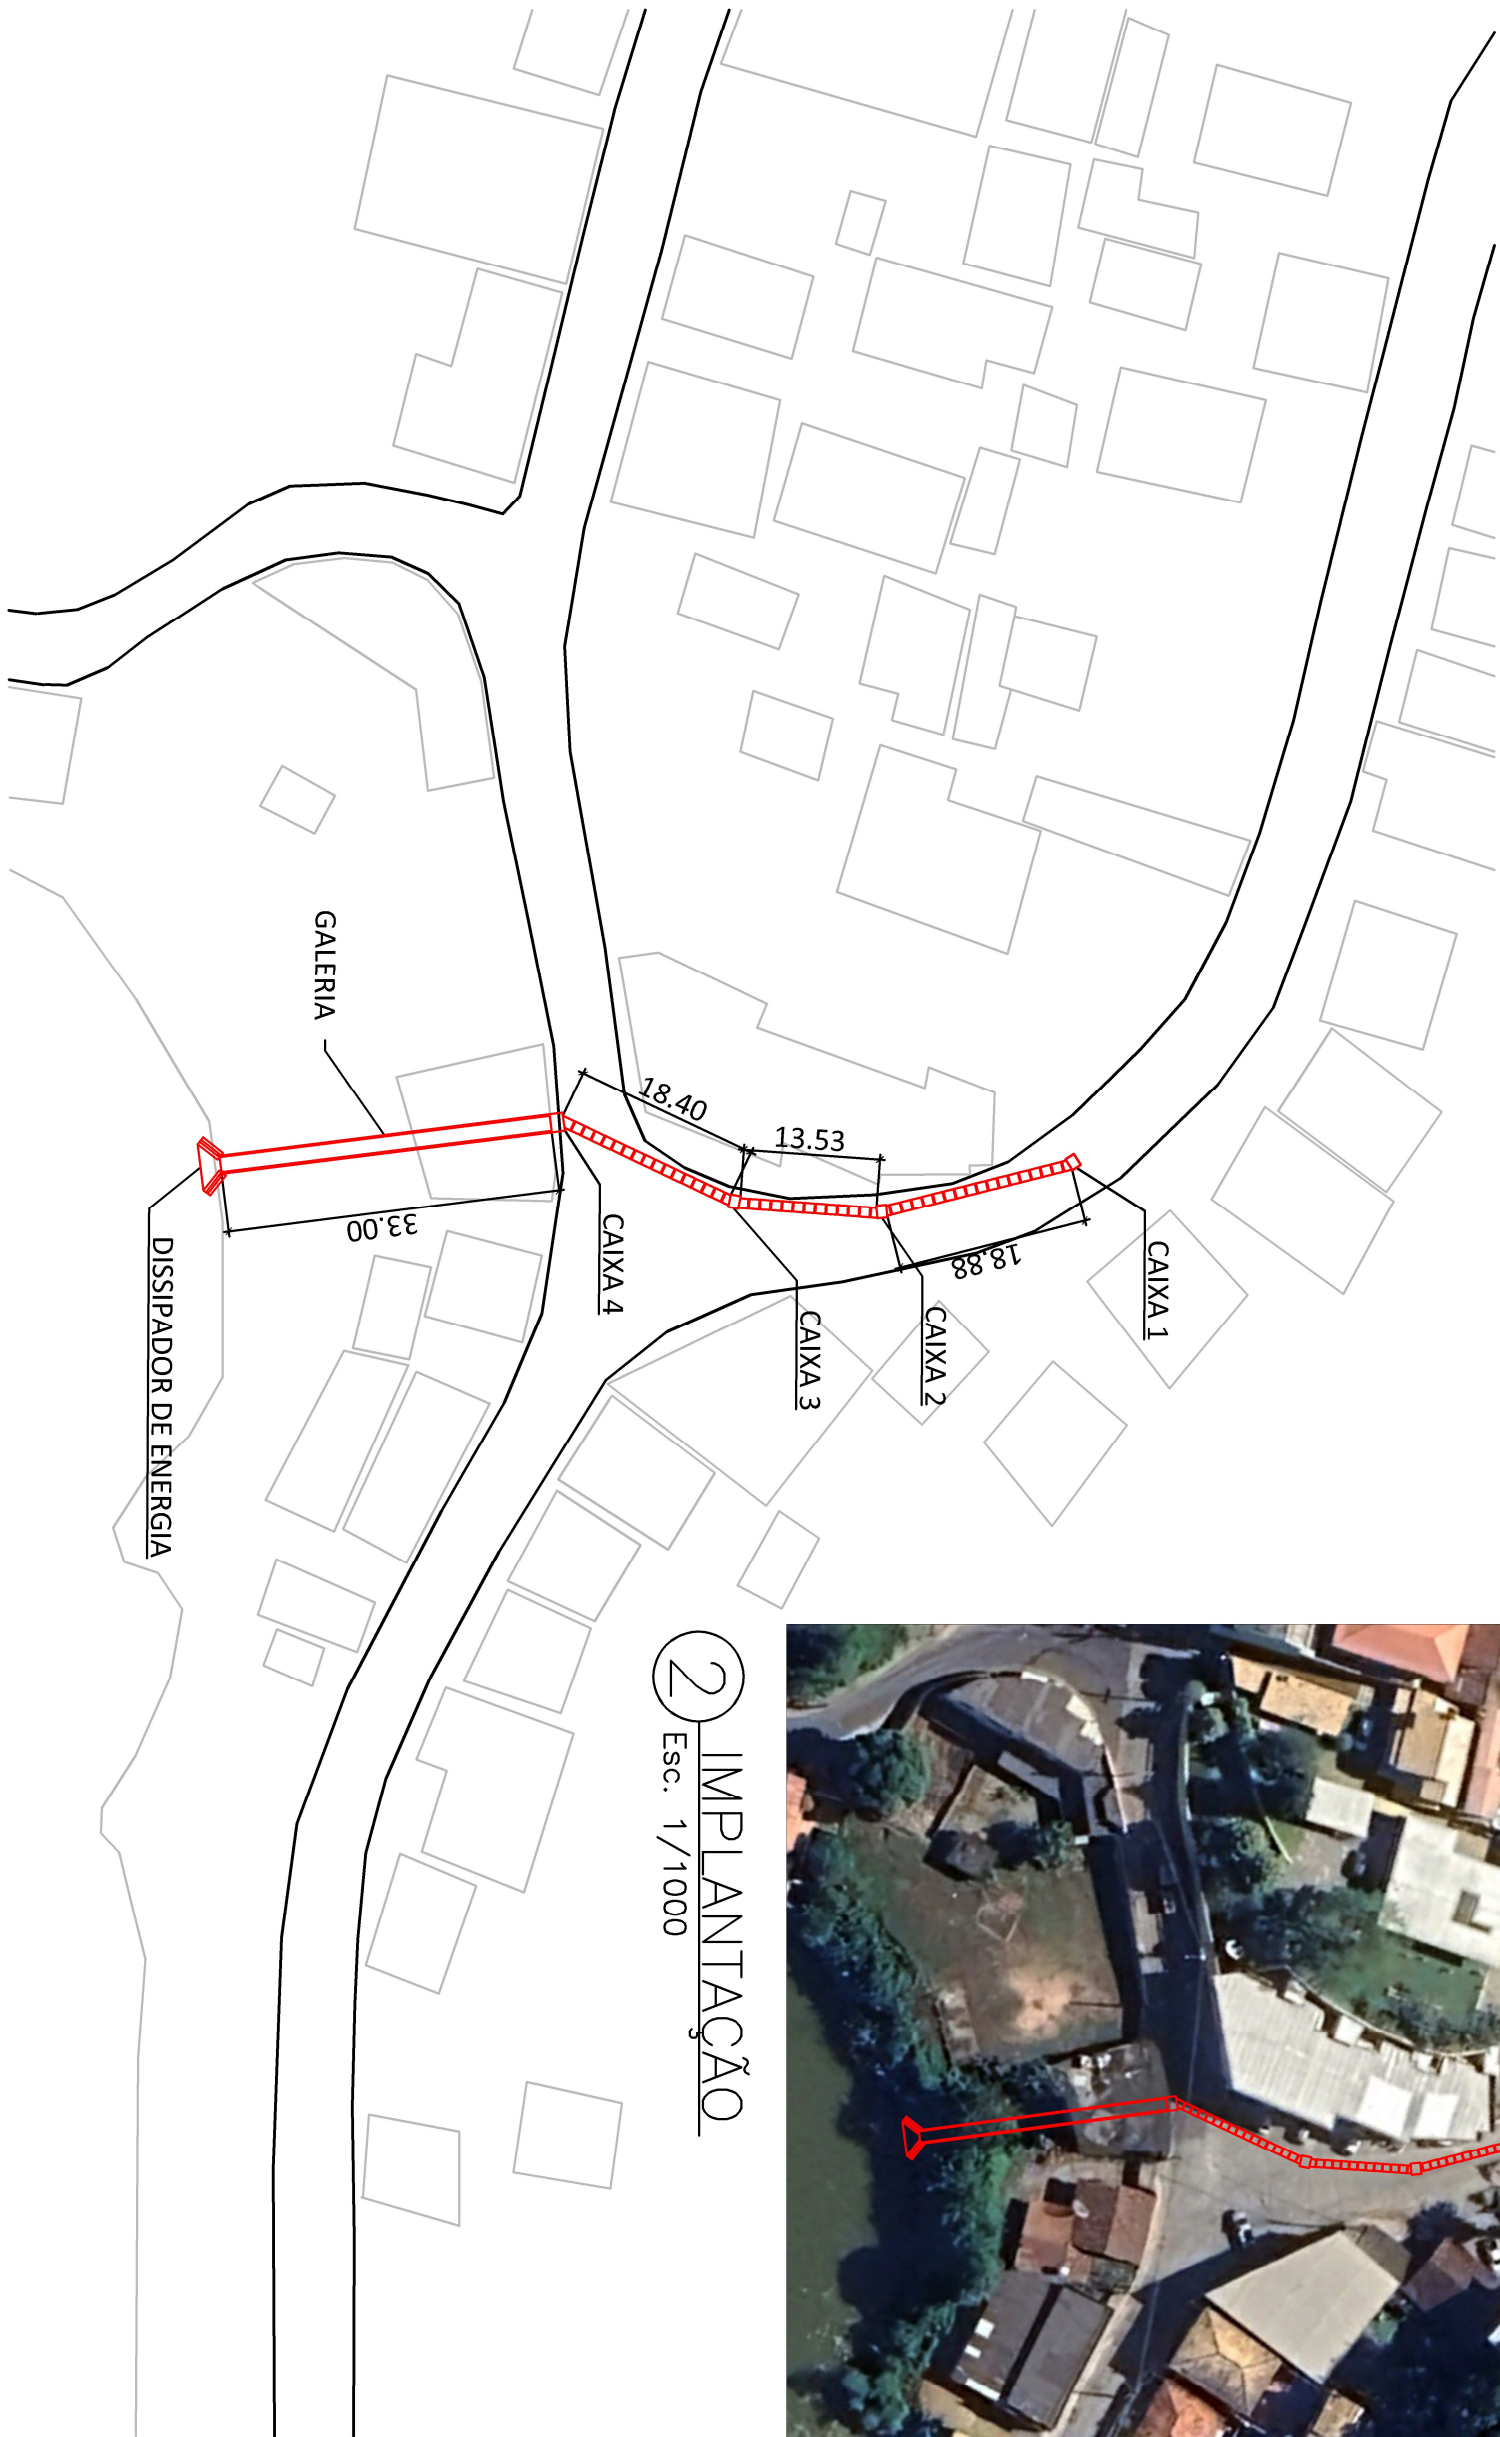 CAIXA 1
18.88
CAIXA 2
13.53
CAIXA 3
18.40
CAIXA 4
33.00
GALERIA
DISSIPADOR DE ENERGIA
2
IMPLANTAÇÃO
Esc. 1/1000